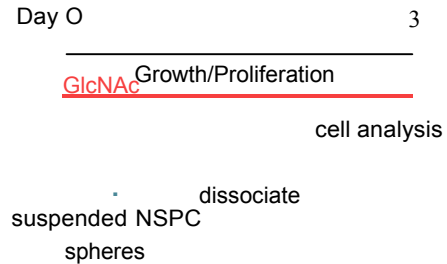 Day O 3
Growth/Proliferation
GlcNAc
cell analysis
dissociate
suspended NSPC
spheres